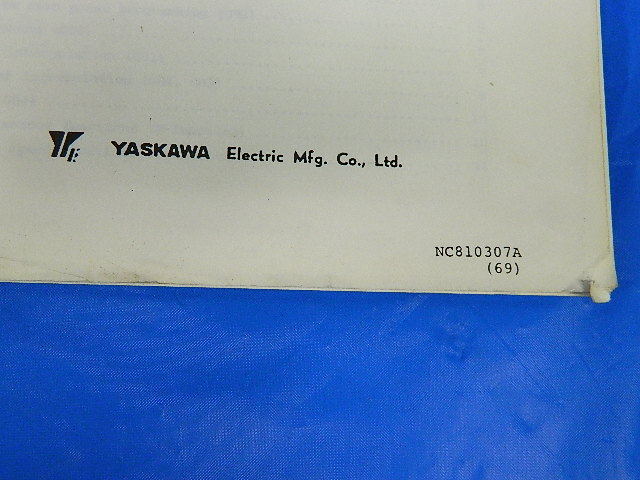 YASKAWA Electric Mfg. Co., Ltd.
NC810307A
(69)